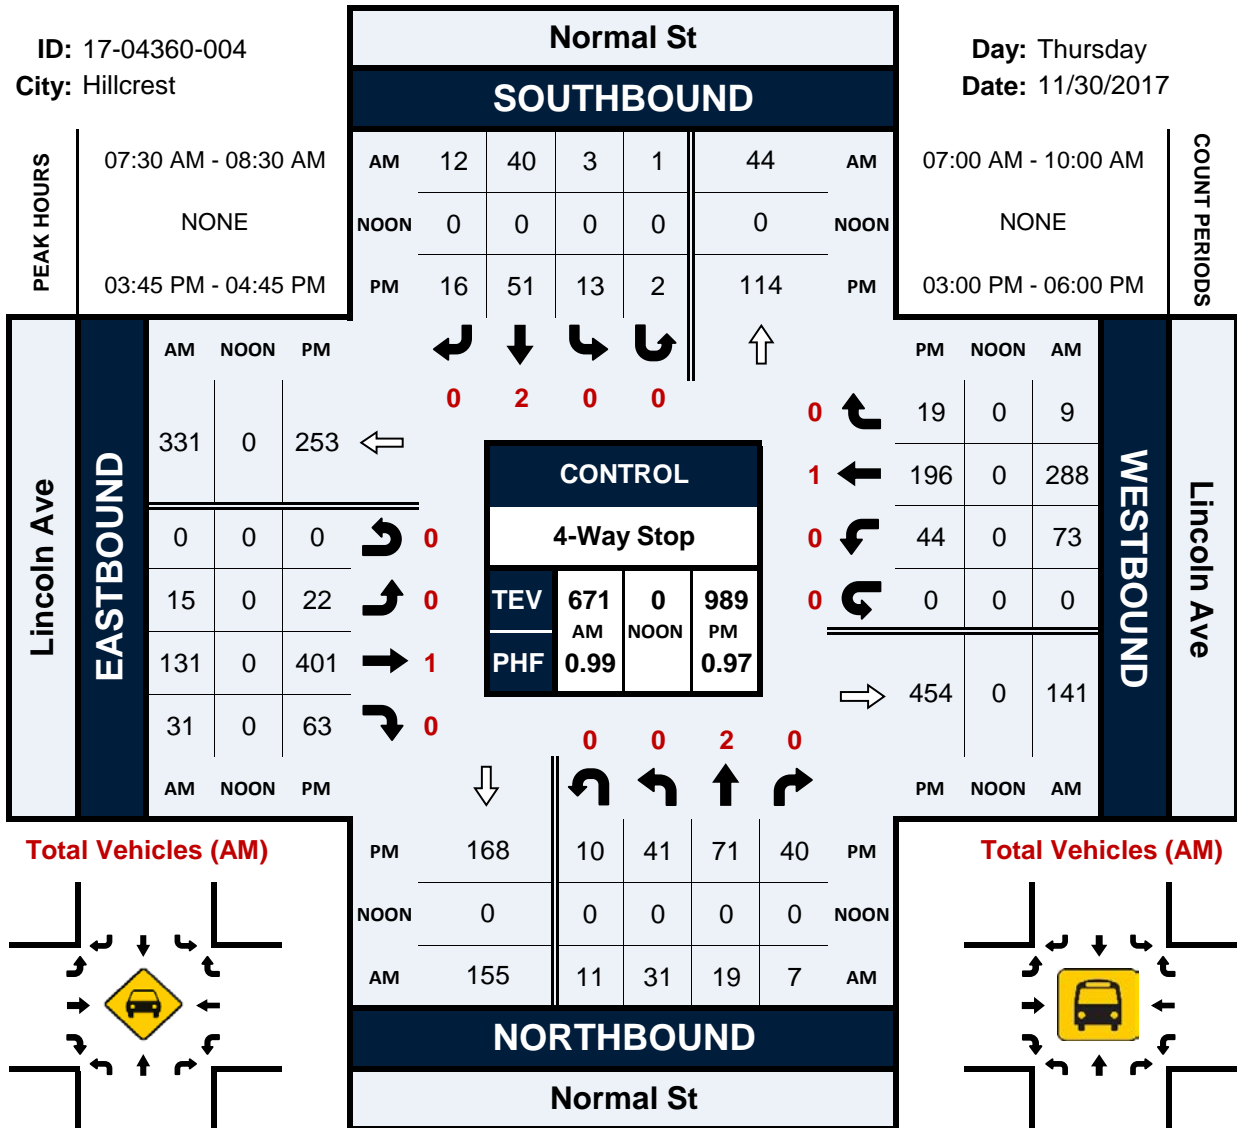 ID: 17-04360-004
City: Hillcrest
Normal St
SOUTHBOUND
Day: Thursday
Date: 11/30/2017
PEAK HOURS
07:30 AM - 08:30 AM
NONE
03:45 PM - 04:45 PM
AM 12 40 3 1 44 AM
NOON 0 0 0 0 0 NOON
PM 16 51 13 2 114 PM
07:00 AM - 10:00 AM
NONE
03:00 PM - 06:00 PM
COUNT PERIODS
0 2 0 0
Lincoln Ave
EASTBOUND
AM NOON PM
331 0 253
0 0 0 0
15 0 22 0
131 0 401 1
31 0 63 0
AM NOON PM
CONTROL
4-Way Stop
TEV 671 0 989
AM NOON PM
PHF 0.99 0.97
PM NOON AM
0 19 0 9
1 196 0 288
0 44 0 73
0 0 0 0
454 0 141
PM NOON AM
WESTBOUND
Lincoln Ave
0 0 2 0
PM 168 10 41 71 40 PM
NOON 0 0 0 0 0 NOON
AM 155 11 31 19 7 AM
NORTHBOUND
Normal St
Total Vehicles (AM)
Total Vehicles (AM)